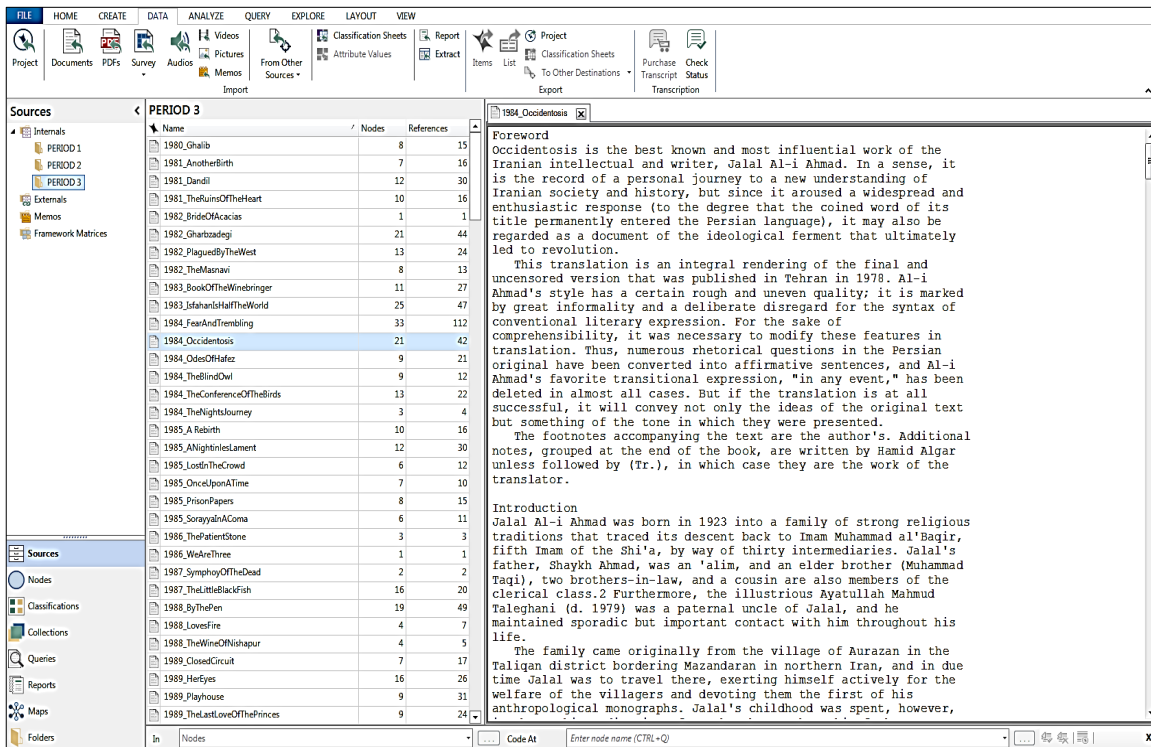 FILE HOME CREATE DATA ANALYZE QUERY EXPLORE LAYOUT VIEW
Project
Documents
PDFs
Survey
Audios
Videos
Pictures
Memos
From Other
Sources
Import
Classification Sheets
Attribute Values
Report
Extract
Items
List
Project
Classification Sheets
To Other Destinations
Export
Purchase
Transcript
Check
Status
Transcription
Sources
Internals
PERIOD 1
PERIOD 2
PERIOD 3
Externals
Memos
Framework Matrices
Sources
Nodes
Classifications
Collections
Queries
Reports
Maps
Folders
PERIOD 3
Name Nodes References
1980_Ghalib 8 15
1981_AnotherBirth 7 16
1981_Dandil 12 30
1981_TheRuinsOfTheHeart 10 16
1982_BrideOfAcacias 1 1
1982_Gharbzadegi 21 44
1982_PlaguedByTheWest 13 24
1982_TheMasnavi 8 13
1983_BookOfTheWinebringer 11 27
1983_IsfahanIsHalfTheWorld 25 47
1984_FearAndTrembling 33 112
1984_Occidentosis 21 42
1984_OdesOfHafez 9 21
1984_TheBlindOwl 9 12
1984_TheConferenceOfTheBirds 13 22
1984_TheNightsJourney 3 4
1985_A Rebirth 10 16
1985_ANightinlesLament 12 30
1985_LostInTheCrowd 6 12
1985_OnceUponATime 7 10
1985_PrisonPapers 8 15
1985_SorayyaInAComa 6 11
1986_ThePatientStone 3 3
1986_WeAreThree 1 1
1987_SymphoyOfTheDead 2 2
1987_TheLittleBlackFish 16 20
1988_ByThePen 19 49
1988_LovesFire 4 7
1988_TheWineOfNishapur 4 5
1989_ClosedCircuit 7 17
1989_HerEyes 16 26
1989_Playhouse 9 31
1989_TheLastLoveOfThePrinces 9 24
1984_Occidentosis
Foreword
Occidentosis is the best known and most influential work of the
Iranian intellectual and writer, Jalal Al-i Ahmad. In a sense, it
is the record of a personal journey to a new understanding of
Iranian society and history, but since it aroused a widespread and
enthusiastic response (to the degree that the coined word of its
title permanently entered the Persian language), it may also be
regarded as a document of the ideological ferment that ultimately
led to revolution.
This translation is an integral rendering of the final and
uncensored version that was published in Tehran in 1978. Al-i
Ahmad's style has a certain rough and uneven quality; it is marked
by great informality and a deliberate disregard for the syntax of
conventional literary expression. For the sake of
comprehensibility, it was necessary to modify these features in
translation. Thus, numerous rhetorical questions in the Persian
original have been converted into affirmative sentences, and Al-i
Ahmad's favorite transitional expression, "in any event," has been
deleted in almost all cases. But if the translation is at all
successful, it will convey not only the ideas of the original text
but something of the tone in which they were presented.
The footnotes accompanying the text are the author's. Additional
notes, grouped at the end of the book, are written by Hamid Algar
unless followed by (Tr.), in which case they are the work of the
translator.
Introduction
Jalal Al-i Ahmad was born in 1923 into a family of strong religious
traditions that traced its descent back to Imam Muhammad al'Baqir,
fifth Imam of the Shi'a, by way of thirty intermediaries. Jalal's
father, Shaykh Ahmad, was an 'alim, and an elder brother (Muhammad
Taqi), two brothers-in-law, and a cousin are also members of the
clerical class.2 Furthermore, the illustrious Ayatullah Mahmud
Taleghani (d. 1979) was a paternal uncle of Jalal, and he
maintained sporadic but important contact with him throughout his
life.
The family came originally from the village of Aurazan in the
Taliqan district bordering Mazandaran in northern Iran, and in due
time Jalal was to travel there, exerting himself actively for the
welfare of the villagers and devoting them the first of his
anthropological monographs. Jalal's childhood was spent, however,
In Nodes ... Code At Enter node name (CTRL+Q) ... X